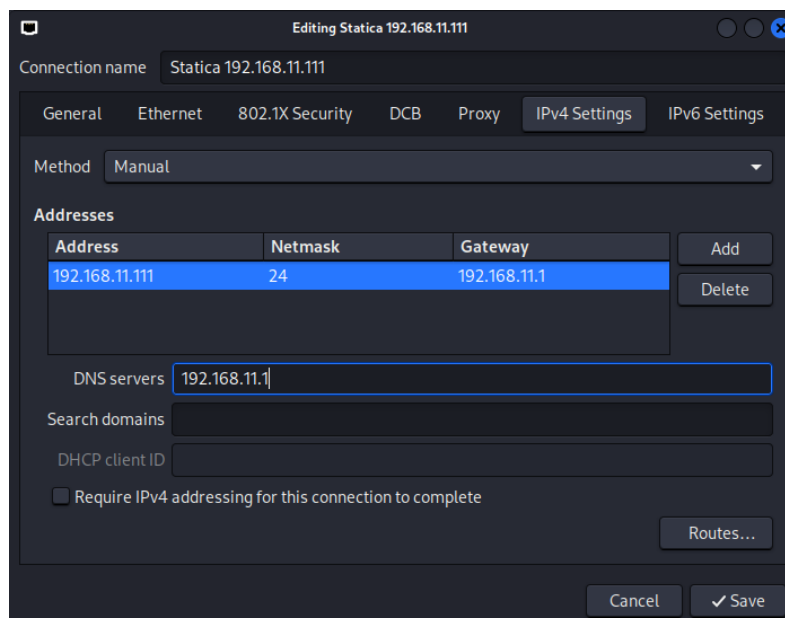 Editing Statica 192.168.11.111
Connection name Statica 192.168.11.111
General Ethernet 802.1X Security DCB Proxy IPv4 Settings IPv6 Settings
Method Manual
Addresses
Address Netmask Gateway
192.168.11.111 24 192.168.11.1
Add
Delete
DNS servers 192.168.11.1
Search domains
DHCP client ID
Require IPv4 addressing for this connection to complete
Routes...
Cancel Save